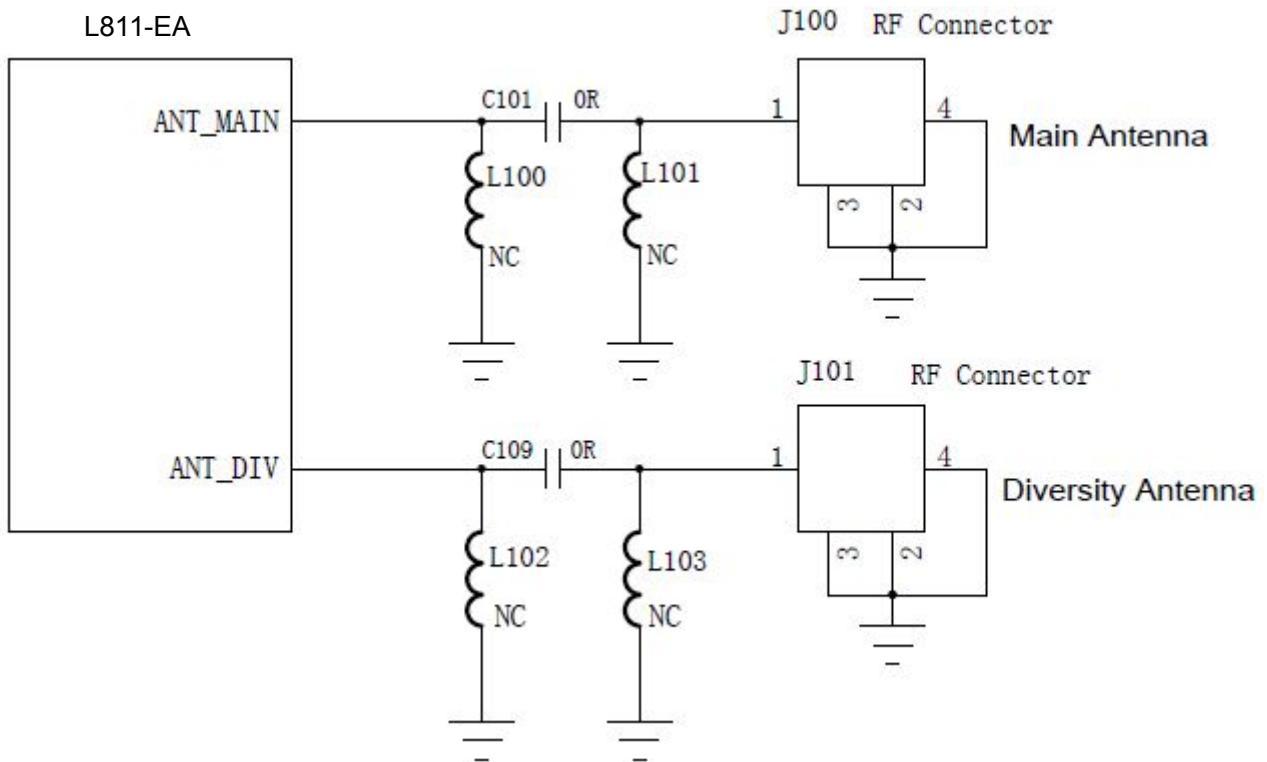 L811-EA
J100 RF Connector
ANT_MAIN
C101 0R
1
4
Main Antenna
L100
L101
3
2
NC
NC
J101 RF Connector
ANT_DIV
C109 0R
1
4
Diversity Antenna
L102
L103
3
2
NC
NC